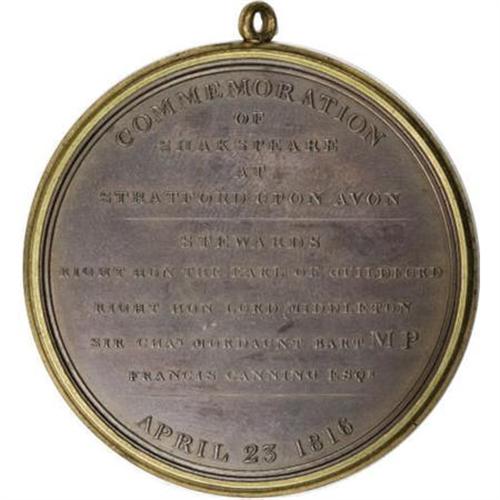 COMMEMORATION
OF
SHAKSPEARE
AT
STRATFORD UPON AVON
STEWARDS
RIGHT HON THE EARL OF GUILDFORD
RIGHT HON LORD MIDDLETON
SIR CHAS MORDAUNT BART M P
FRANCIS CANNING ESQR
APRIL 23 1816